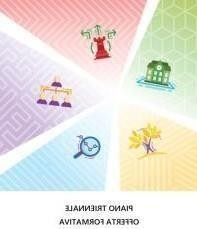 PIANO TRIENNALE
OFFERTA FORMATIVA